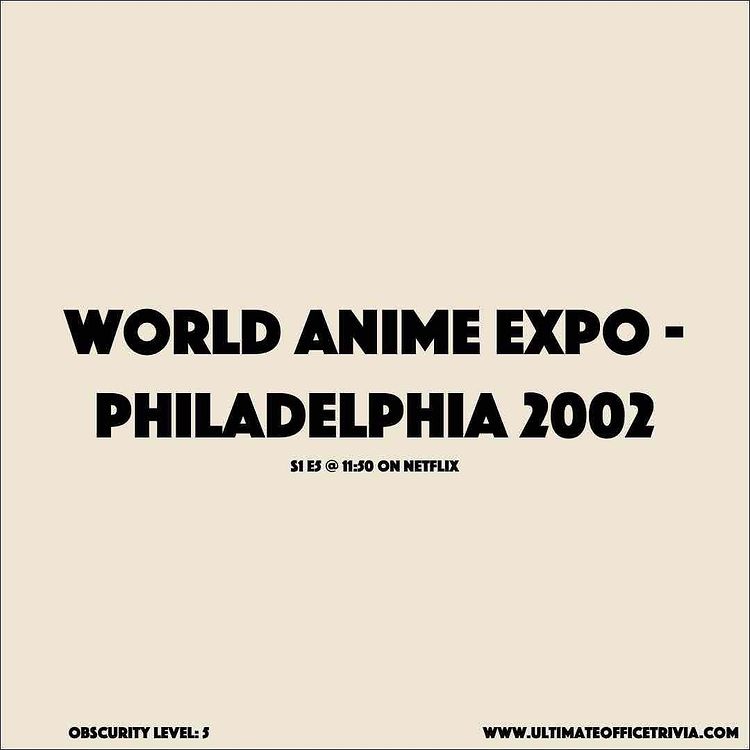 WORLD ANIME EXPO -
PHILADELPHIA 2002
S1 E5 @ 11:50 ON NETFLIX
OBSCURITY LEVEL: 5
WWW.ULTIMATEOFFICETRIVIA.COM